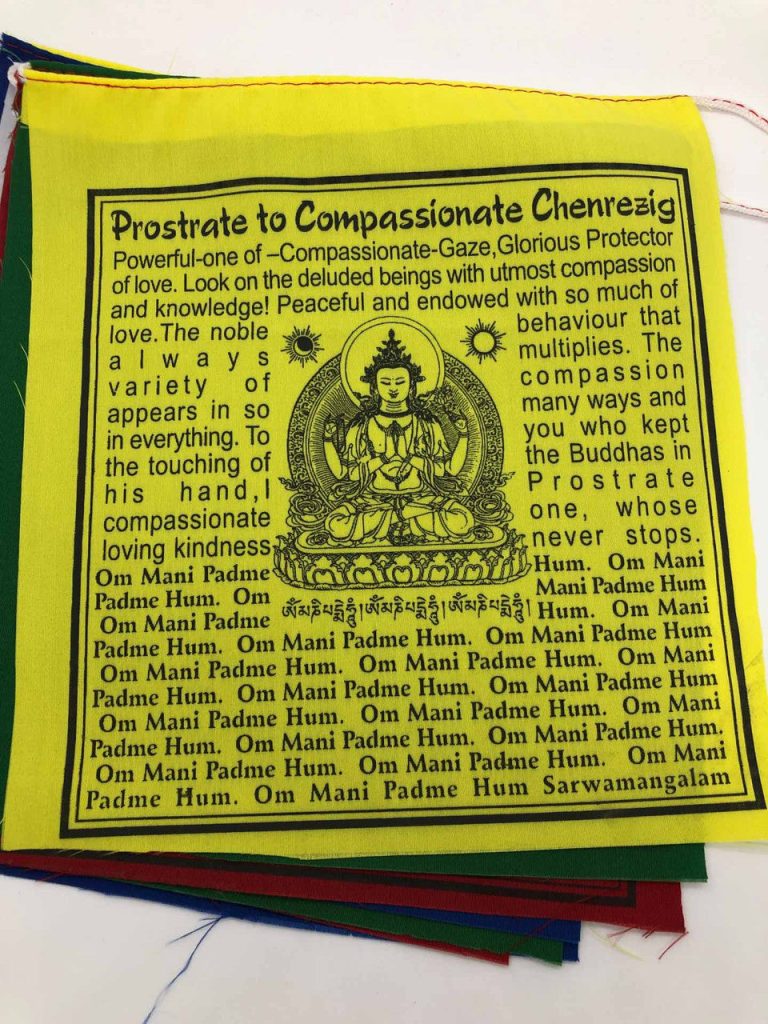 Prostrate to Compassionate Chenrezig
Powerful-one of –Compassionate-Gaze,Glorious Protector
of love. Look on the deluded beings with utmost compassion
and knowledge! Peaceful and endowed with so much of
love.The noble behaviour that
always multiplies. The
variety of compassion
appears in so many ways and
in everything. To you who kept
the touching of the Buddhas in
his hand,I Prostrate
compassionate one, whose
loving kindness never stops.
Om Mani Padme Hum. Om Mani
Padme Hum. Om Mani Padme Hum
Om Mani Padme ཨོཾ་མཎི་པདྨེ་ཧཱུྃ།ཨོཾ་མཎི་པདྨེ་ཧཱུྃ།ཨོཾ་མཎི་པདྨེ་ཧཱུྃ། Hum. Om Mani
Padme Hum. Om Mani Padme Hum. Om Mani Padme Hum
Om Mani Padme Hum. Om Mani Padme Hum. Om Mani
Padme Hum. Om Mani Padme Hum. Om Mani Padme Hum
Om Mani Padme Hum. Om Mani Padme Hum. Om Mani
Padme Hum. Om Mani Padme Hum. Om Mani Padme Hum.
Om Mani Padme Hum. Om Mani Padme Hum. Om Mani
Padme Hum. Om Mani Padme Hum Sarwamangalam